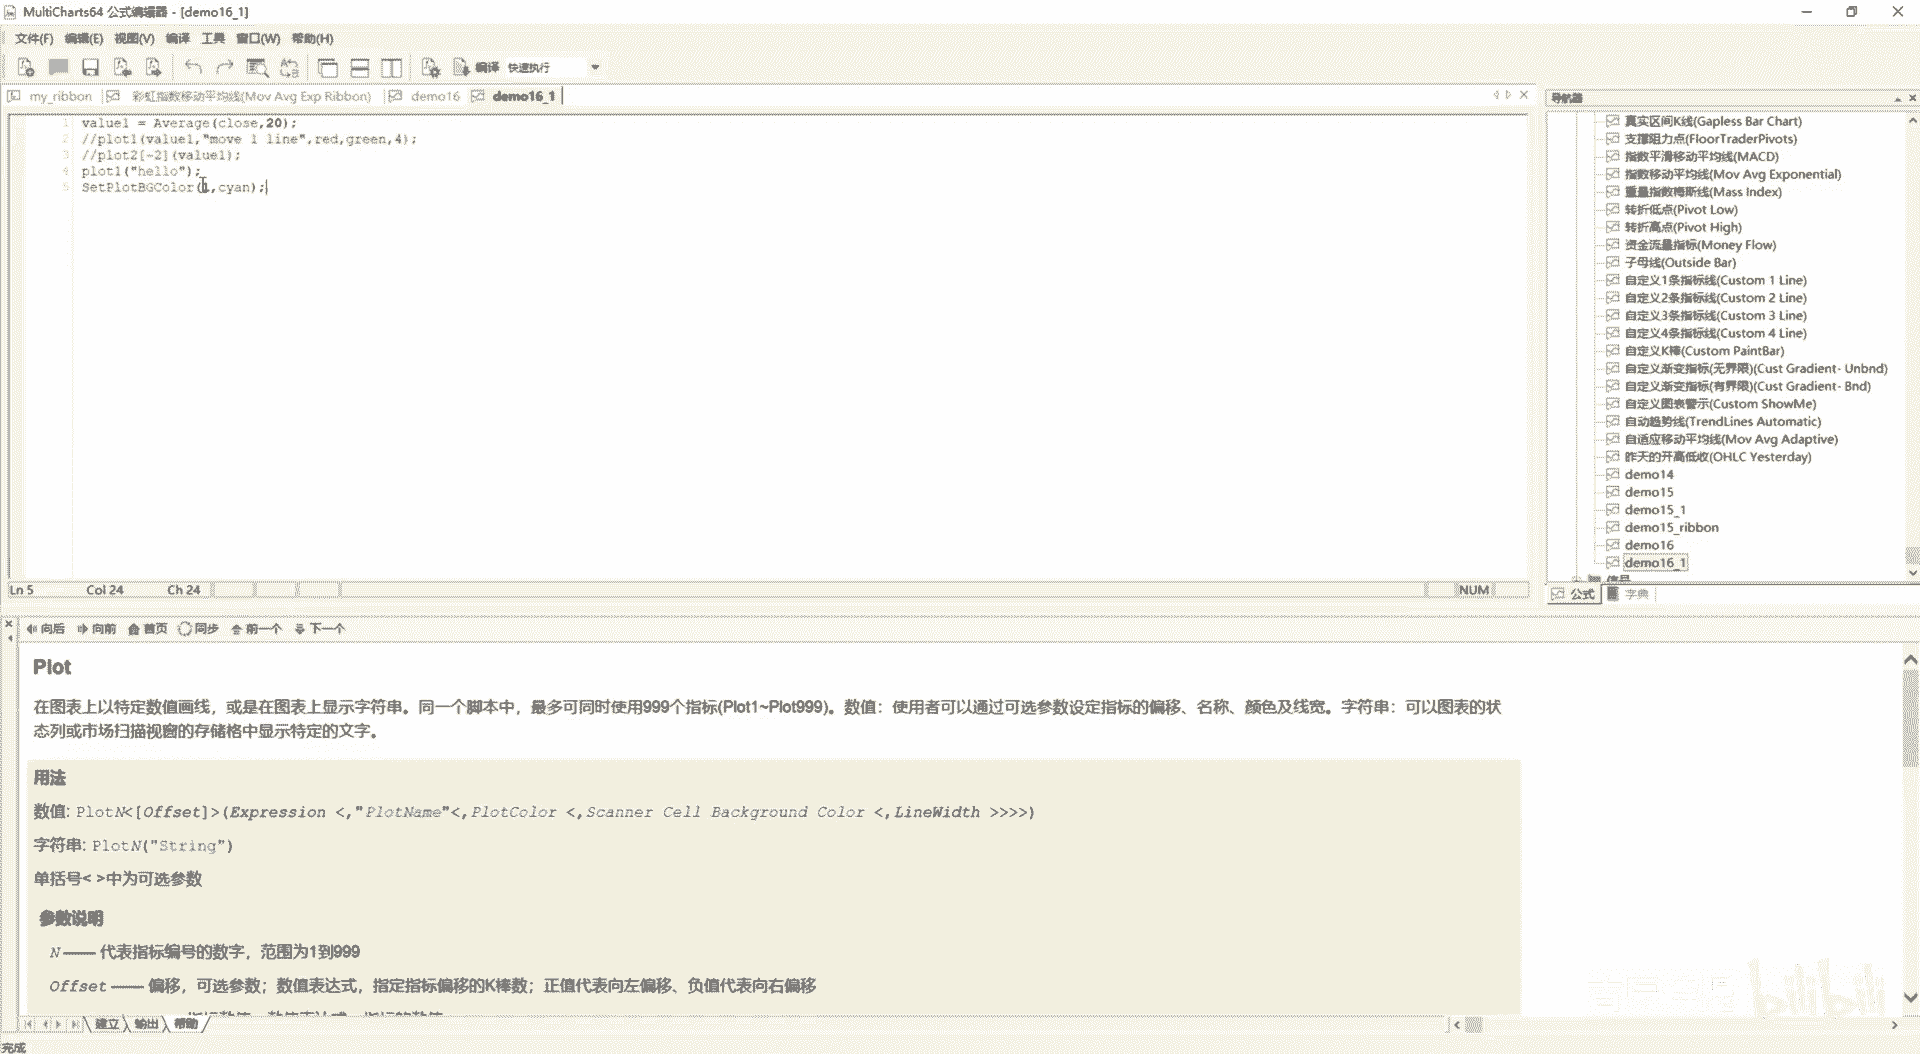 MultiCharts64 公式编辑器 - [demo16_1]
文件(F) 编辑(E) 视图(V) 编译 工具 窗口(W) 帮助(H)
编译 快速执行
my_ribbon 彩虹指数移动平均线(Mov Avg Exp Ribbon) demo16 demo16_1
1 value1 = Average(close,20);
2 //plot1(value1,"move 1 line",red,green,4);
3 //plot2[-2](value1);
4 plot1("hello");
5 SetPlotBGColor(1,cyan);
Ln 5 Col 24 Ch 24 NUM
导航器
真实区间K线(Gapless Bar Chart)
支撑阻力点(FloorTraderPivots)
指数平滑移动平均线(MACD)
指数移动平均线(Mov Avg Exponential)
重量指数梅斯线(Mass Index)
转折低点(Pivot Low)
转折高点(Pivot High)
资金流量指标(Money Flow)
子母线(Outside Bar)
自定义1条指标线(Custom 1 Line)
自定义2条指标线(Custom 2 Line)
自定义3条指标线(Custom 3 Line)
自定义4条指标线(Custom 4 Line)
自定义K棒(Custom PaintBar)
自定义渐变指标(无界限)(Cust Gradient- Unbnd)
自定义渐变指标(有界限)(Cust Gradient- Bnd)
自定义图表警示(Custom ShowMe)
自动趋势线(TrendLines Automatic)
自适应移动平均线(Mov Avg Adaptive)
昨天的开高低收(OHLC Yesterday)
demo14
demo15
demo15_1
demo15_ribbon
demo16
demo16_1
信号
公式 字典
向后 向前 首页 同步 前一个 下一个
Plot
在图表上以特定数值画线，或是在图表上显示字符串。同一个脚本中，最多可同时使用999个指标(Plot1~Plot999)。数值：使用者可以通过可选参数设定指标的偏移、名称、颜色及线宽。字符串：可以图表的状
态列或市场扫描视窗的存储格中显示特定的文字。
用法
数值: PlotN<[Offset]>(Expression <,"PlotName"<,PlotColor <,Scanner Cell Background Color <,LineWidth >>>>)
字符串: PlotN("String")
单括号< >中为可选参数
参数说明
N —— 代表指标编号的数字，范围为1到999
Offset —— 偏移，可选参数；数值表达式，指定指标偏移的K棒数；正值代表向左偏移、负值代表向右偏移
建立 输出 帮助
完成
bilibili